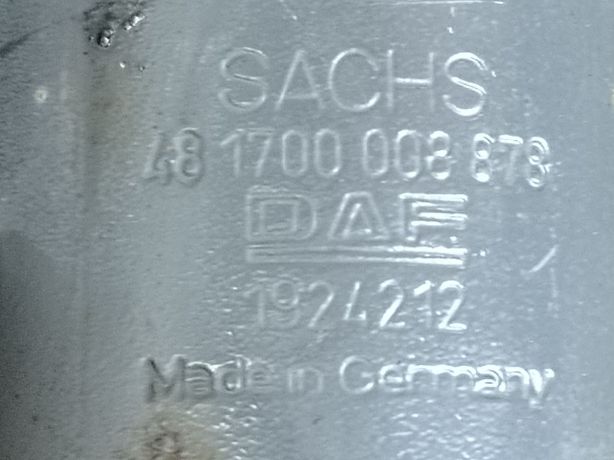 SACHS
48 1700 008 878
DAF
1924212
Made in Germany